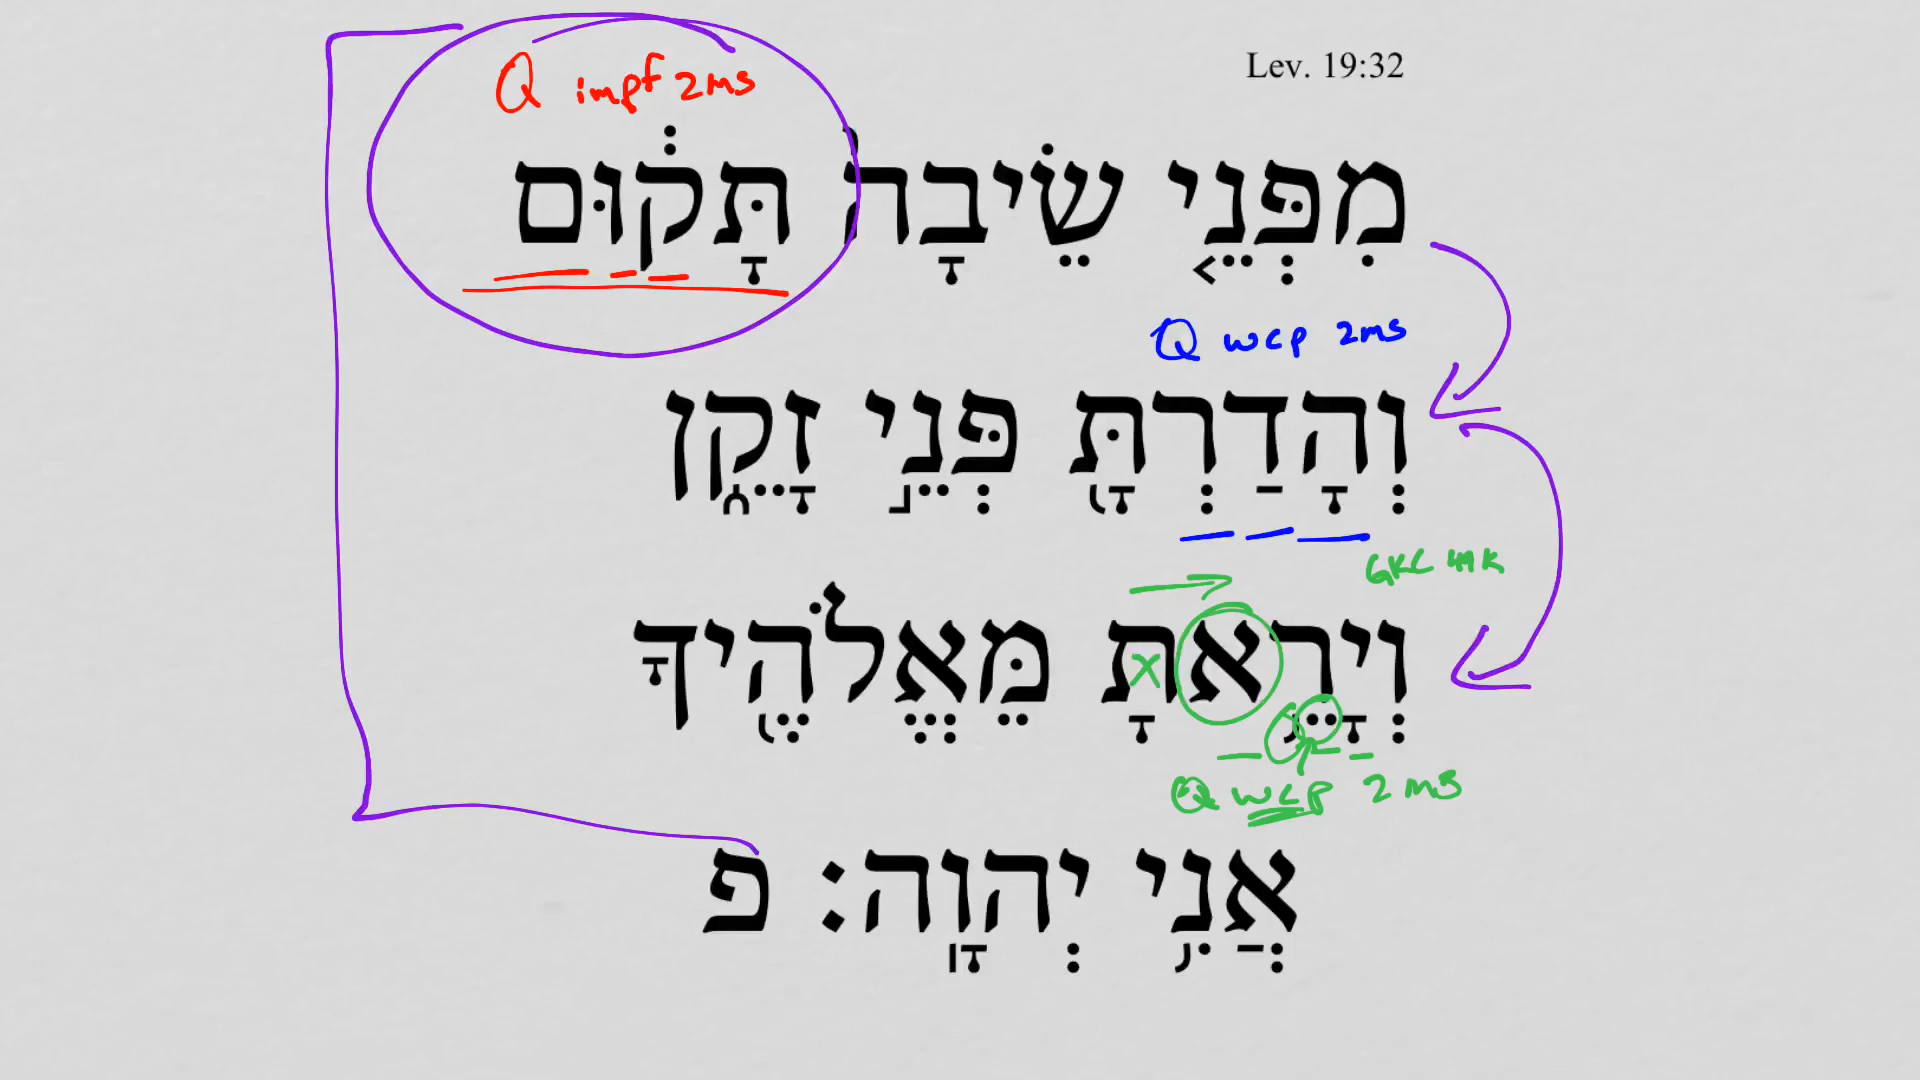 Lev. 19:32
Q impf 2ms
מִפְּנֵ֤י שֵׂיבָה֙ תָּק֔וּם
Q wcp 2ms
וְהָדַרְתָּ֖ פְּנֵ֣י זָקֵ֑ן
GKC 49k
וְיָרֵ֥אתָ מֵּאֱלֹהֶ֖יךָ
x
Q wcp 2ms
אֲנִ֥י יְהוָֽה׃ פ